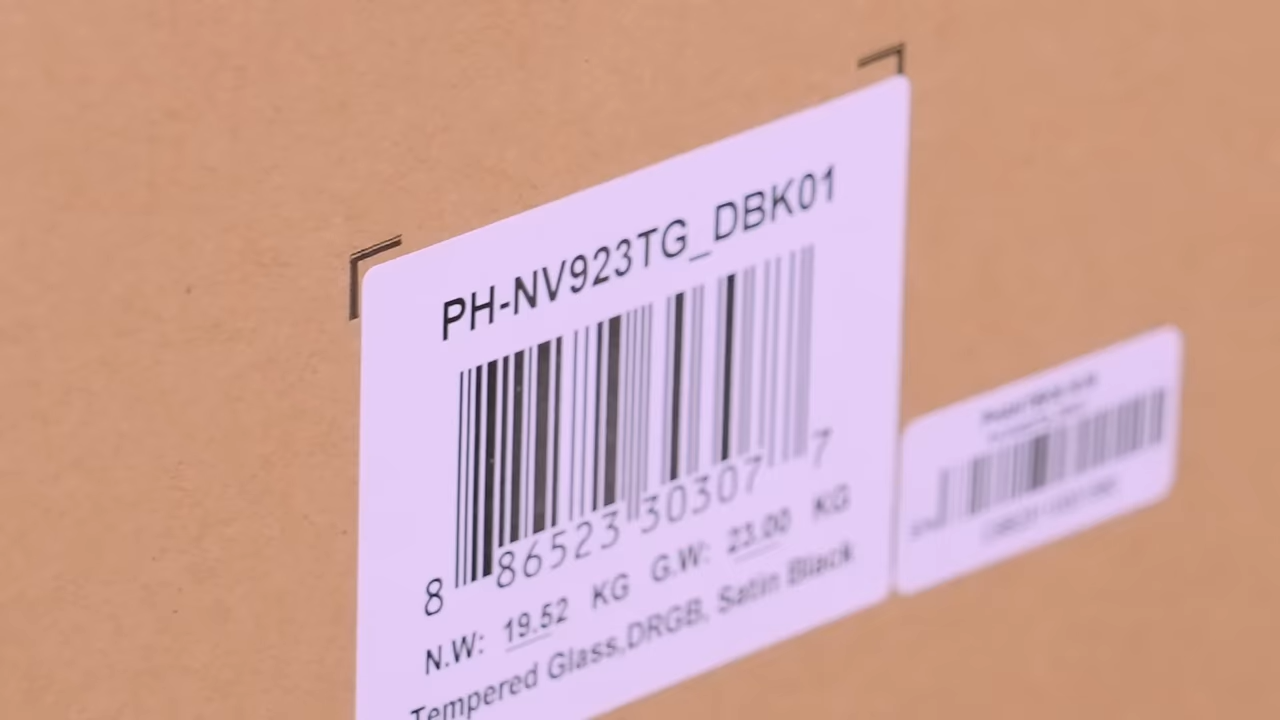 PH-NV923TG_DBK01
8 86523 30307 7
N.W: 19.52 KG G.W: 23.00 KG
Tempered Glass,DRGB, Satin Black